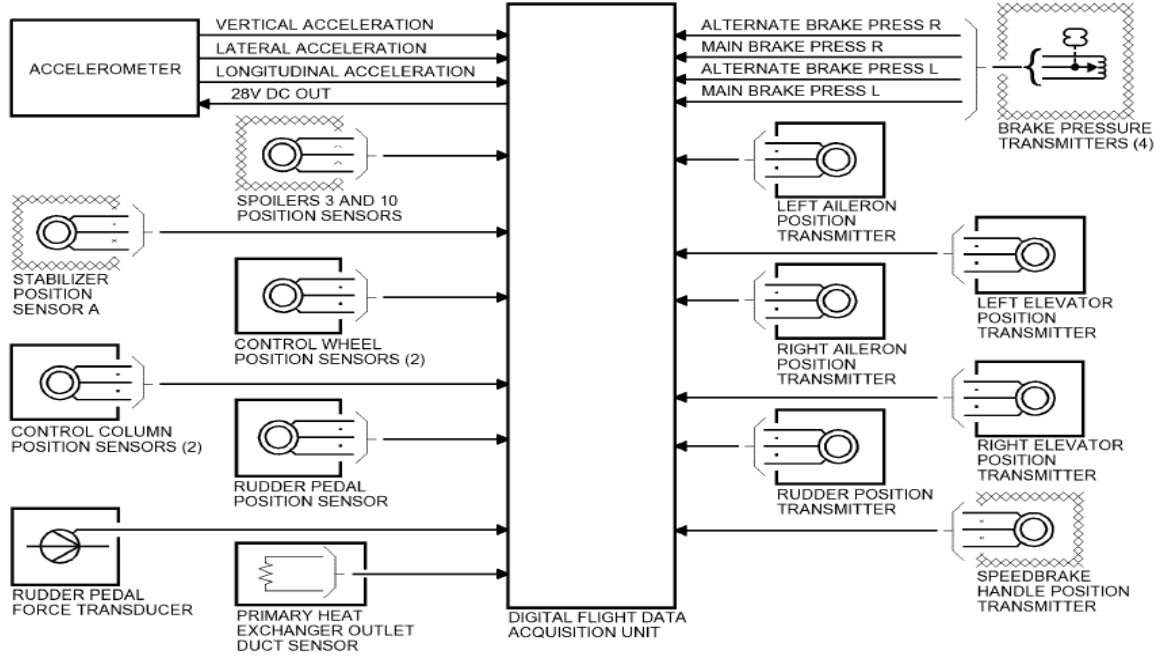 ACCELEROMETER
VERTICAL ACCELERATION
LATERAL ACCELERATION
LONGITUDINAL ACCELERATION
28V DC OUT
SPOILERS 3 AND 10
POSITION SENSORS
STABILIZER
POSITION
SENSOR A
CONTROL WHEEL
POSITION SENSORS (2)
CONTROL COLUMN
POSITION SENSORS (2)
RUDDER PEDAL
POSITION SENSOR
RUDDER PEDAL
FORCE TRANSDUCER
PRIMARY HEAT
EXCHANGER OUTLET
DUCT SENSOR
DIGITAL FLIGHT DATA
ACQUISITION UNIT
ALTERNATE BRAKE PRESS R
MAIN BRAKE PRESS R
ALTERNATE BRAKE PRESS L
MAIN BRAKE PRESS L
BRAKE PRESSURE
TRANSMITTERS (4)
LEFT AILERON
POSITION
TRANSMITTER
LEFT ELEVATOR
POSITION
TRANSMITTER
RIGHT AILERON
POSITION
TRANSMITTER
RIGHT ELEVATOR
POSITION
TRANSMITTER
RUDDER POSITION
TRANSMITTER
SPEEDBRAKE
HANDLE POSITION
TRANSMITTER